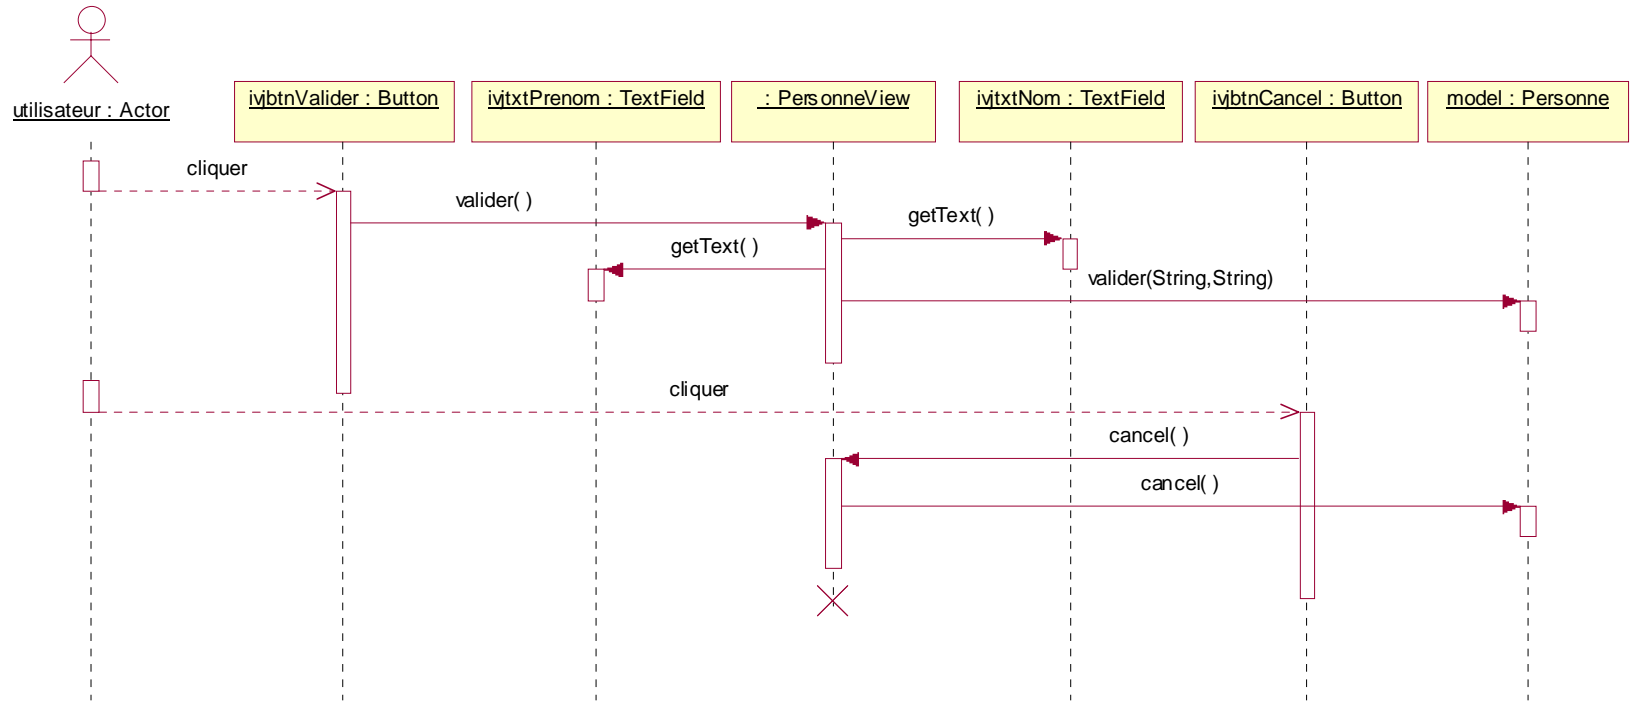 utilisateur : Actor
ivjbtnValider : Button
ivjtxtPrenom : TextField
: PersonneView
ivjtxtNom : TextField
ivjbtnCancel : Button
model : Personne
cliquer
valider( )
getText( )
getText( )
valider(String,String)
cliquer
cancel( )
cancel( )